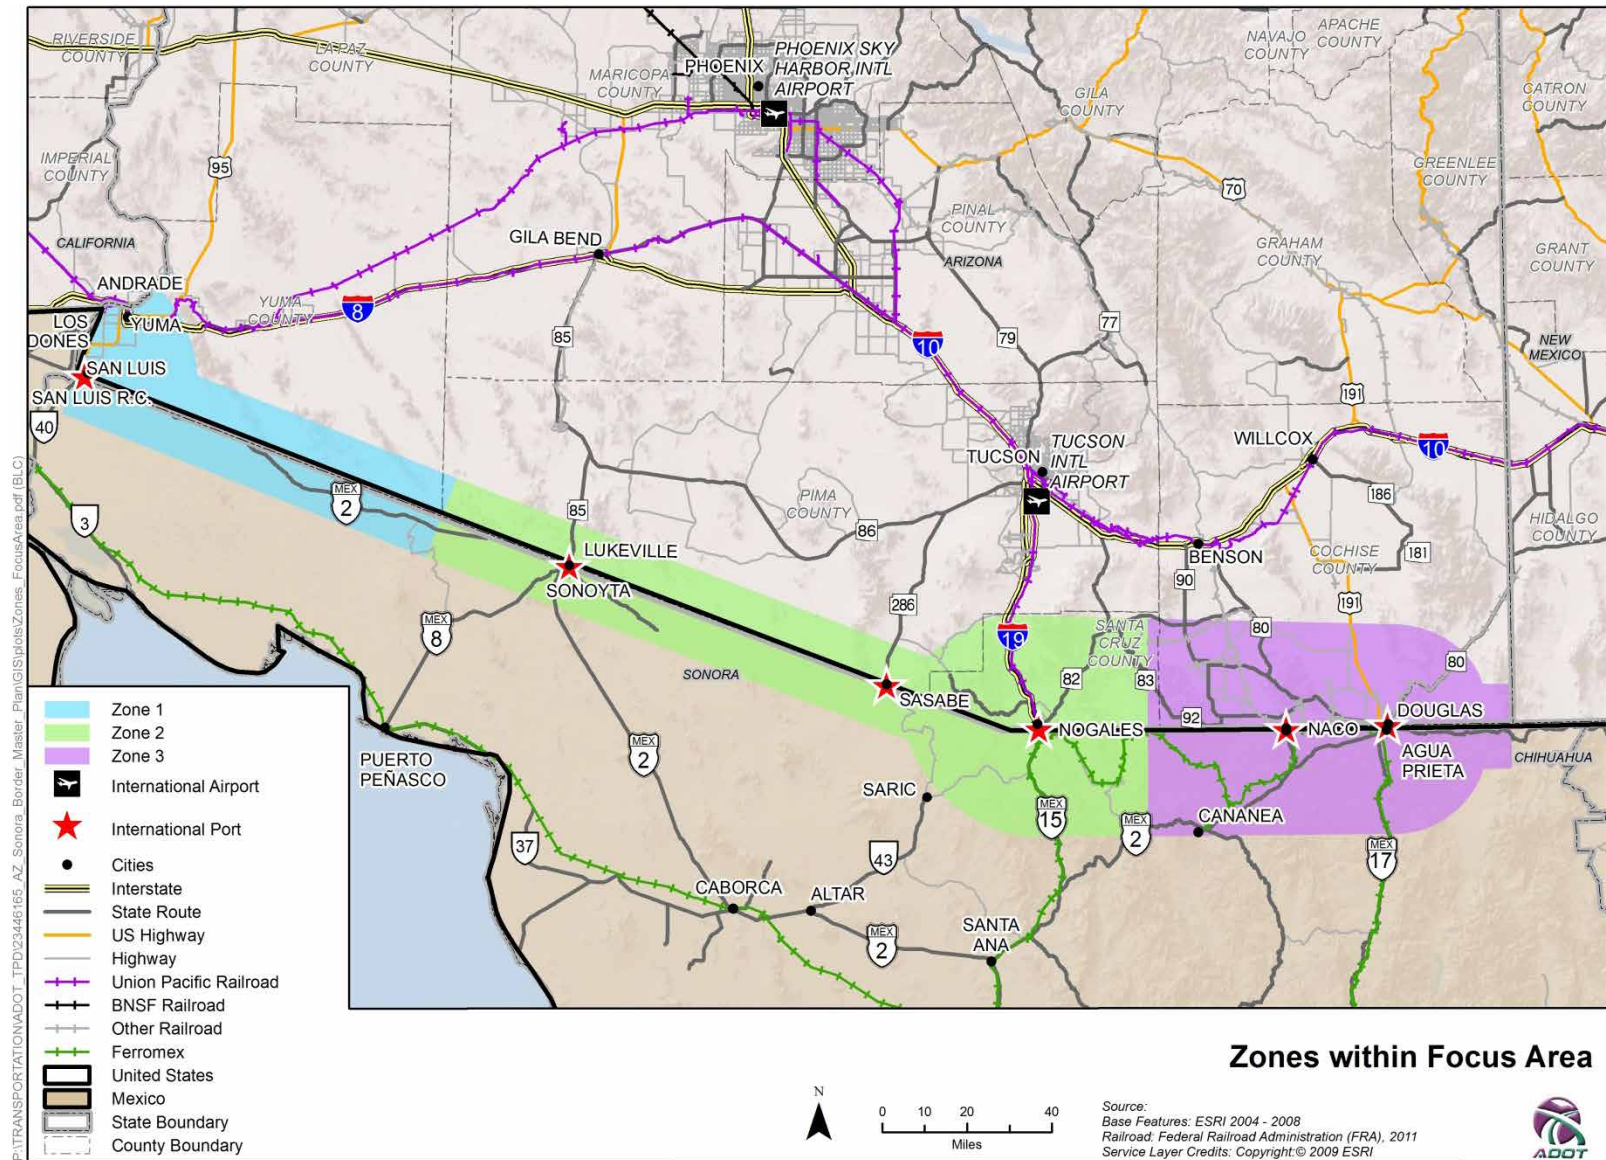 RIVERSIDE
COUNTY
LA PAZ
COUNTY
MARICOPA
COUNTY
PHOENIX
PHOENIX SKY
HARBOR INTL
AIRPORT
NAVAJO
COUNTY
APACHE
COUNTY
GILA
COUNTY
CATRON
COUNTY
IMPERIAL
COUNTY
95
GREENLEE
COUNTY
70
PINAL
COUNTY
GILA BEND
CALIFORNIA
ARIZONA
GRAHAM
COUNTY
GRANT
COUNTY
ANDRADE
YUMA
COUNTY
8
YUMA
LOS
DONES
85
10
79
77
NEW
MEXICO
SAN LUIS
SAN LUIS R.C.
40
191
WILLCOX
10
TUCSON
TUCSON
INTL
AIRPORT
PIMA
COUNTY
MEX
2
3
85
86
186
HIDALGO
COUNTY
181
BENSON
COCHISE
COUNTY
90
LUKEVILLE
SONOYTA
286
191
MEX
8
19
SANTA
CRUZ
COUNTY
80
80
SONORA
82
83
SASABE
92
NOGALES
NACO
DOUGLAS
AGUA
PRIETA
CHIHUAHUA
PUERTO
PEÑASCO
MEX
2
SARIC
MEX
15
MEX
2
CANANEA
MEX
17
37
43
CABORCA
ALTAR
SANTA
ANA
MEX
2
Zone 1
Zone 2
Zone 3
International Airport
International Port
Cities
Interstate
State Route
US Highway
Highway
Union Pacific Railroad
BNSF Railroad
Other Railroad
Ferromex
United States
Mexico
State Boundary
County Boundary
P:\TRANSPORTATION\ADOT_TPD\23446165_AZ_Sonora_Border_Master_Plan\GIS\plots\Zones_FocusArea.pdf (BLC)
Zones within Focus Area
N
0 10 20 40
Miles
Source:
Base Features: ESRI 2004 - 2008
Railroad: Federal Railroad Administration (FRA), 2011
Service Layer Credits: Copyright:© 2009 ESRI
ADOT